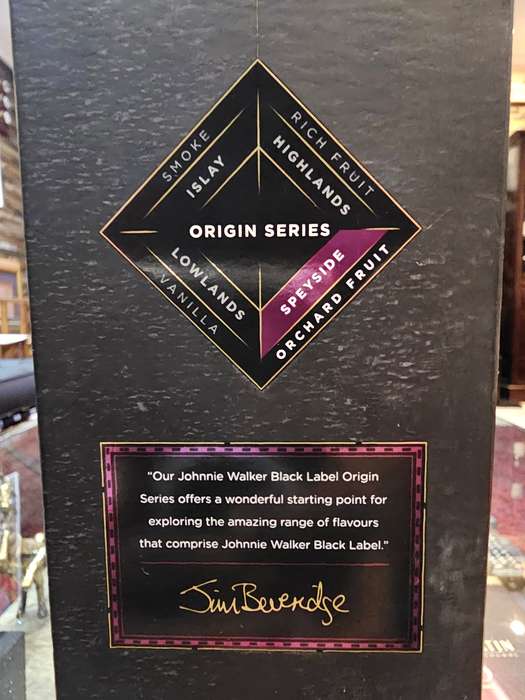 SMOKE
ISLAY
RICH FRUIT
HIGHLANDS
ORIGIN SERIES
LOWLANDS
VANILLA
SPEYSIDE
ORCHARD FRUIT
"Our Johnnie Walker Black Label Origin
Series offers a wonderful starting point for
exploring the amazing range of flavours
that comprise Johnnie Walker Black Label."
Jim Beveridge